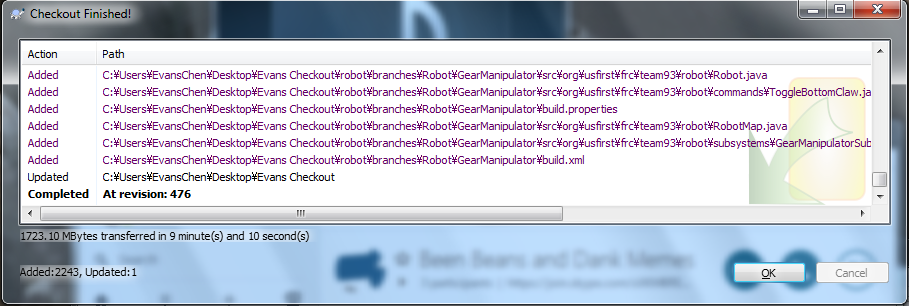 Checkout Finished!
Action Path
Added C:¥Users¥EvansChen¥Desktop¥Evans Checkout¥robot¥branches¥Robot¥GearManipulator¥src¥org¥usfirst¥frc¥team93¥robot¥Robot.java
Added C:¥Users¥EvansChen¥Desktop¥Evans Checkout¥robot¥branches¥Robot¥GearManipulator¥src¥org¥usfirst¥frc¥team93¥robot¥commands¥ToggleBottomClaw.ja
Added C:¥Users¥EvansChen¥Desktop¥Evans Checkout¥robot¥branches¥Robot¥GearManipulator¥build.properties
Added C:¥Users¥EvansChen¥Desktop¥Evans Checkout¥robot¥branches¥Robot¥GearManipulator¥src¥org¥usfirst¥frc¥team93¥robot¥RobotMap.java
Added C:¥Users¥EvansChen¥Desktop¥Evans Checkout¥robot¥branches¥Robot¥GearManipulator¥src¥org¥usfirst¥frc¥team93¥robot¥subsystems¥GearManipulatorSub
Added C:¥Users¥EvansChen¥Desktop¥Evans Checkout¥robot¥branches¥Robot¥GearManipulator¥build.xml
Updated C:¥Users¥EvansChen¥Desktop¥Evans Checkout
Completed At revision: 476
1723.10 MBytes transferred in 9 minute(s) and 10 second(s)
Search
Been Beans and Dank Memes
Added:2243, Updated:1
OK Cancel